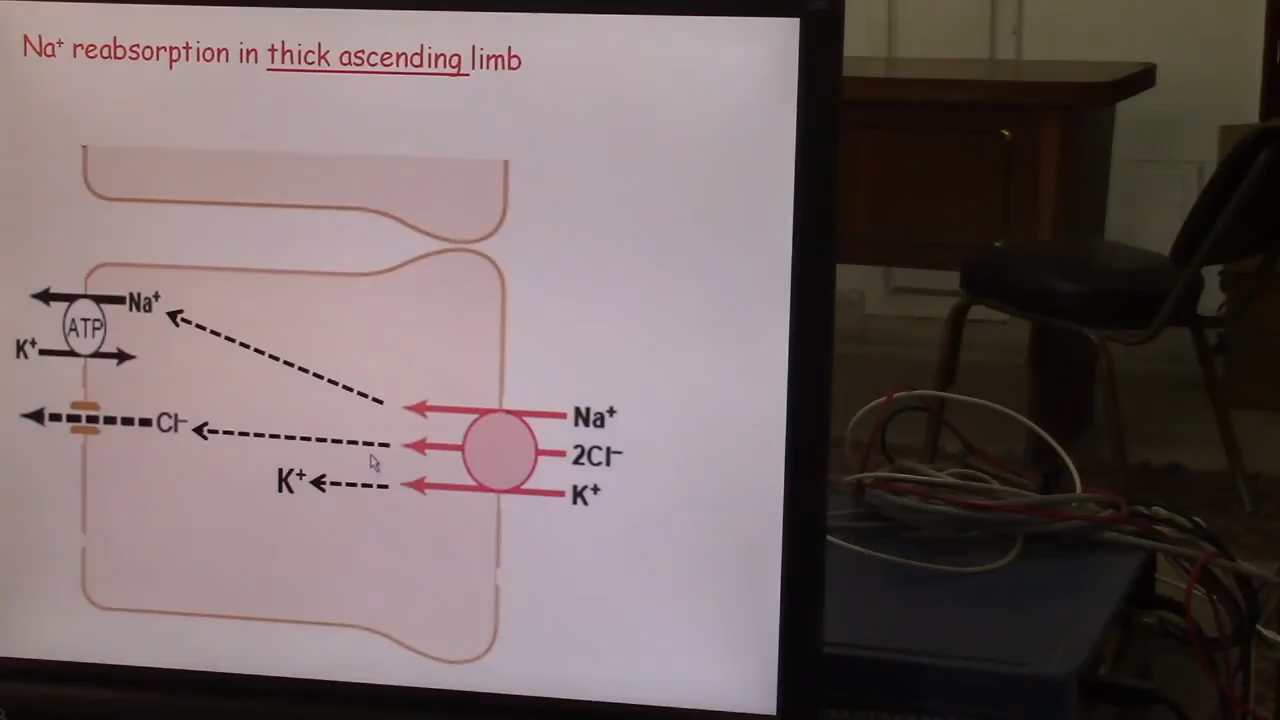 Na⁺ reabsorption in thick ascending limb
Na⁺
ATP
K⁺
Cl⁻
K⁺
Na⁺
2Cl⁻
K⁺